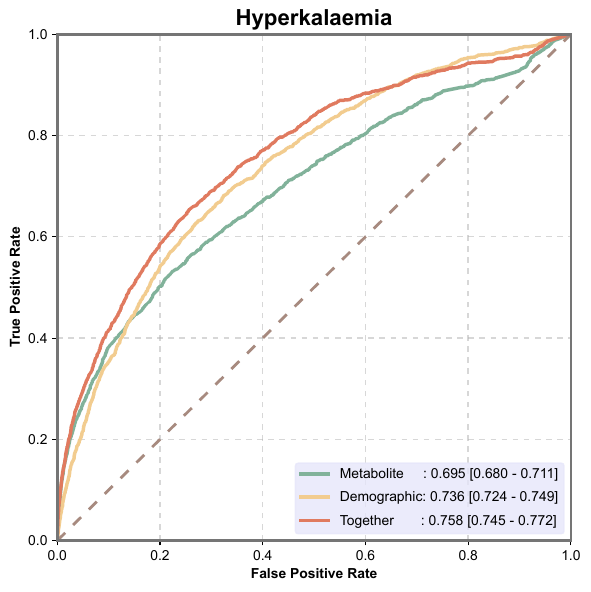 Hyperkalaemia
True Positive Rate
1.0
0.8
0.6
0.4
0.2
0.0
Metabolite : 0.695 [0.680 - 0.711]
Demographic: 0.736 [0.724 - 0.749]
Together : 0.758 [0.745 - 0.772]
0.0 0.2 0.4 0.6 0.8 1.0
False Positive Rate